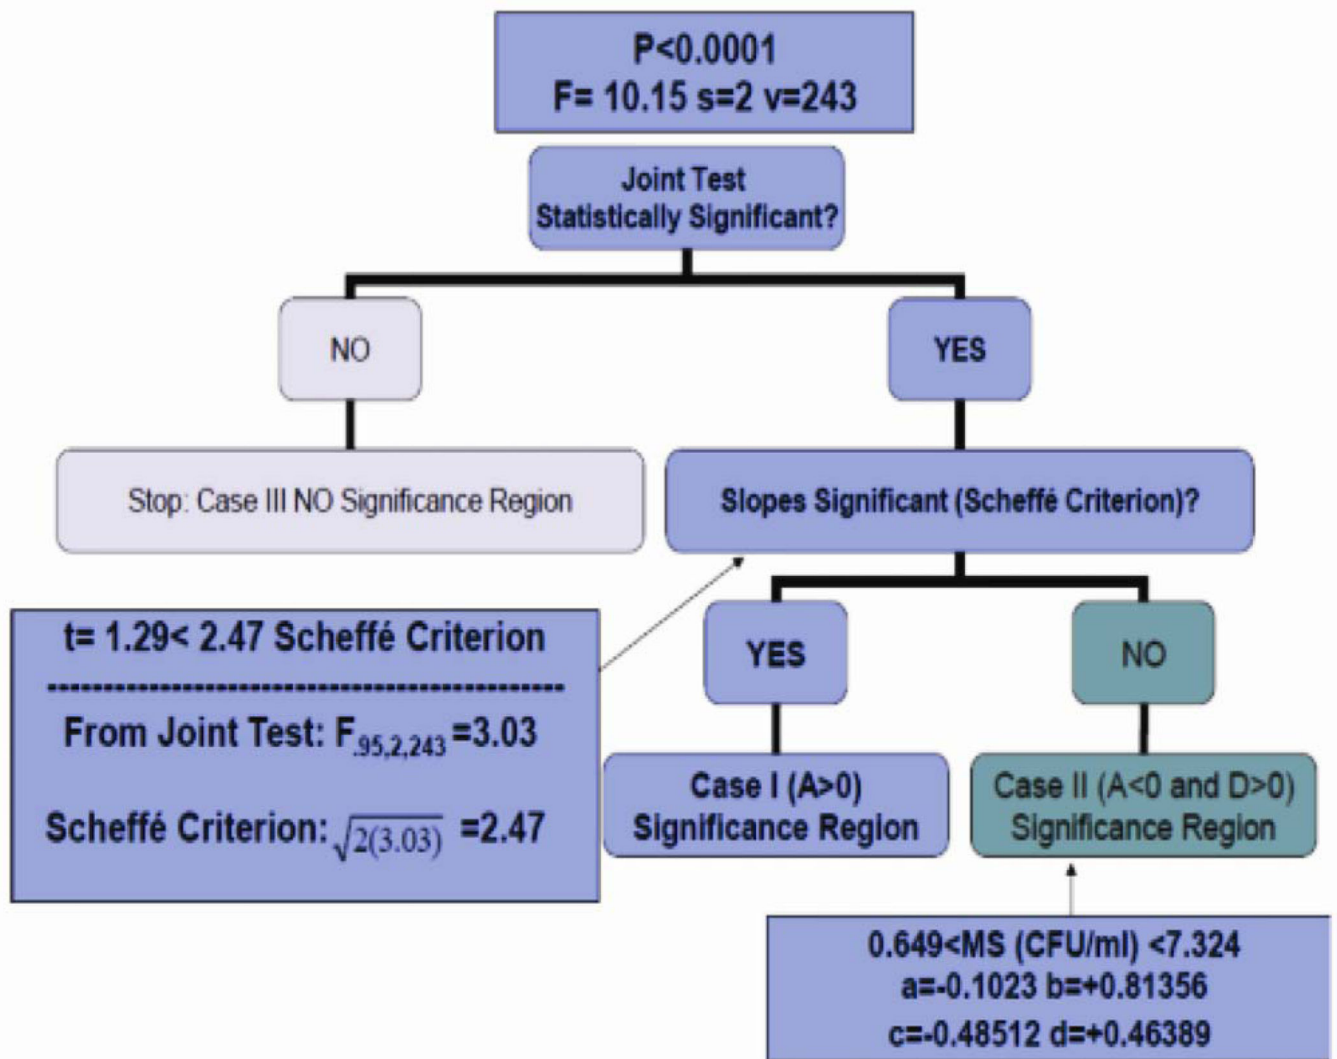 P<0.0001
F= 10.15 s=2 v=243
Joint Test
Statistically Significant?
NO
YES
Stop: Case III NO Significance Region
Slopes Significant (Scheffé Criterion)?
t= 1.29< 2.47 Scheffé Criterion
----------------------------------------------
From Joint Test: F.95,2,243 =3.03
Scheffé Criterion: √2(3.03) =2.47
YES
NO
Case I (A>0)
Significance Region
Case II (A<0 and D>0)
Significance Region
0.649<MS (CFU/ml) <7.324
a=-0.1023 b=+0.81356
c=-0.48512 d=+0.46389